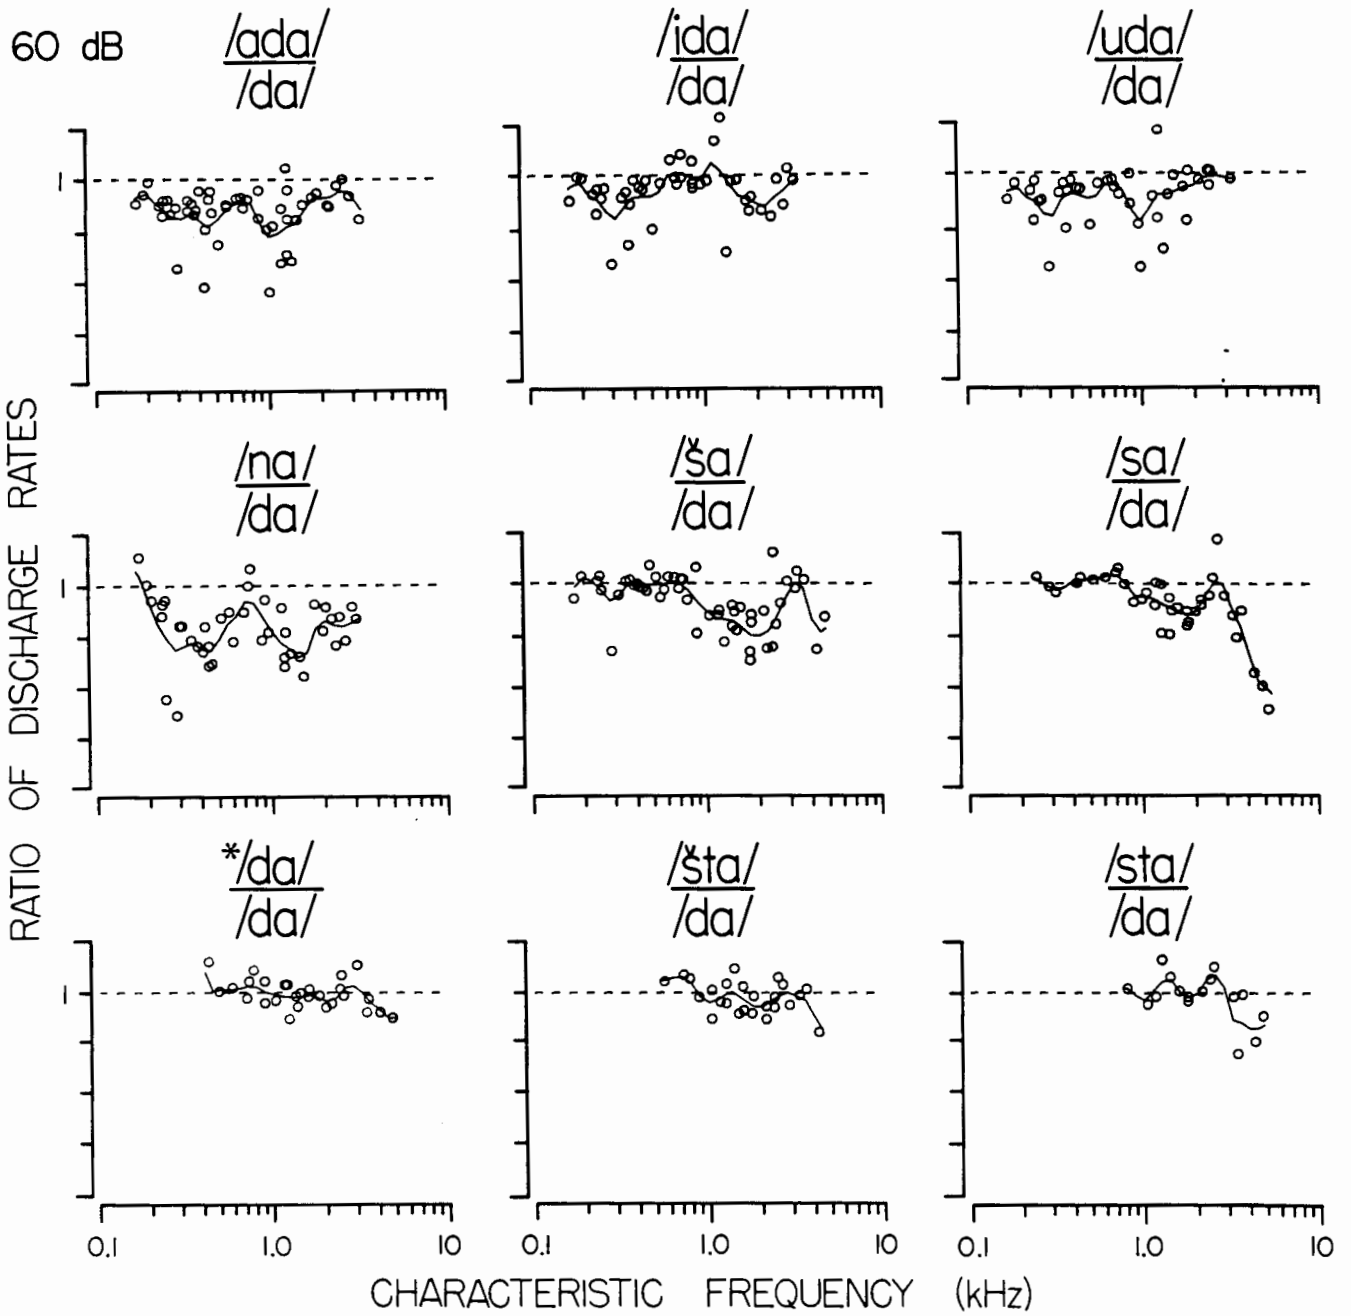 60 dB
/ada/
/da/
/ida/
/da/
/uda/
/da/
1
/na/
/da/
/ša/
/da/
/sa/
/da/
1
*/da/
/da/
/šta/
/da/
/sta/
/da/
1
0.1 1.0 10
0.1 1.0 10
0.1 1.0 10
RATIO OF DISCHARGE RATES
CHARACTERISTIC FREQUENCY (kHz)